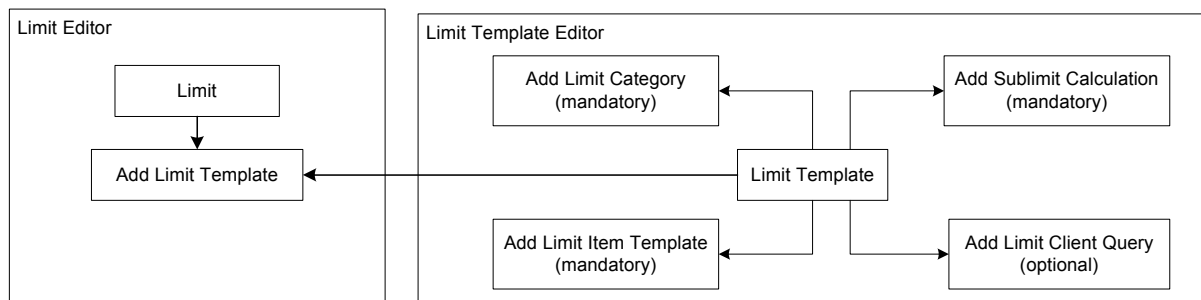 Limit Editor
Limit
Add Limit Template
Limit Template Editor
Add Limit Category
(mandatory)
Add Sublimit Calculation
(mandatory)
Limit Template
Add Limit Item Template
(mandatory)
Add Limit Client Query
(optional)